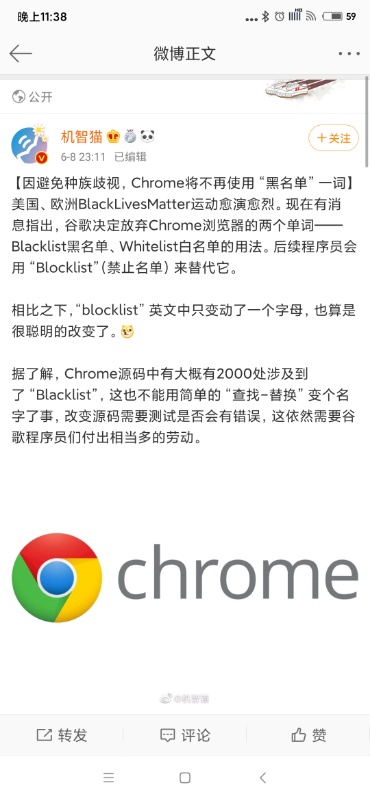 晚上11:38
HD
59
微博正文
公开
机智猫
V
6-8 23:11 已编辑
+关注
【因避免种族歧视，Chrome将不再使用“黑名单”一词】
美国、欧洲BlackLivesMatter运动愈演愈烈。现在有消
息指出，谷歌决定放弃Chrome浏览器的两个单词——
Blacklist黑名单、Whitelist白名单的用法。后续程序员会
用“Blocklist”（禁止名单）来替代它。
相比之下，“blocklist”英文中只变动了一个字母，也算是
很聪明的改变了。
据了解，Chrome源码中有大概有2000处涉及到
了“Blacklist”，这也不能用简单的“查找-替换”变个名
字了事，改变源码需要测试是否会有错误，这依然需要谷
歌程序员们付出相当多的劳动。
chrome
@机智猫
转发
评论
赞